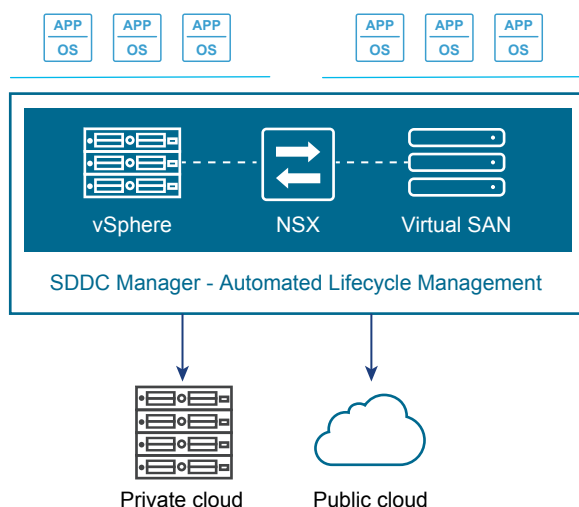 APP APP APP APP APP APP
OS OS OS OS OS OS
vSphere NSX Virtual SAN
SDDC Manager - Automated Lifecycle Management
Private cloud Public cloud